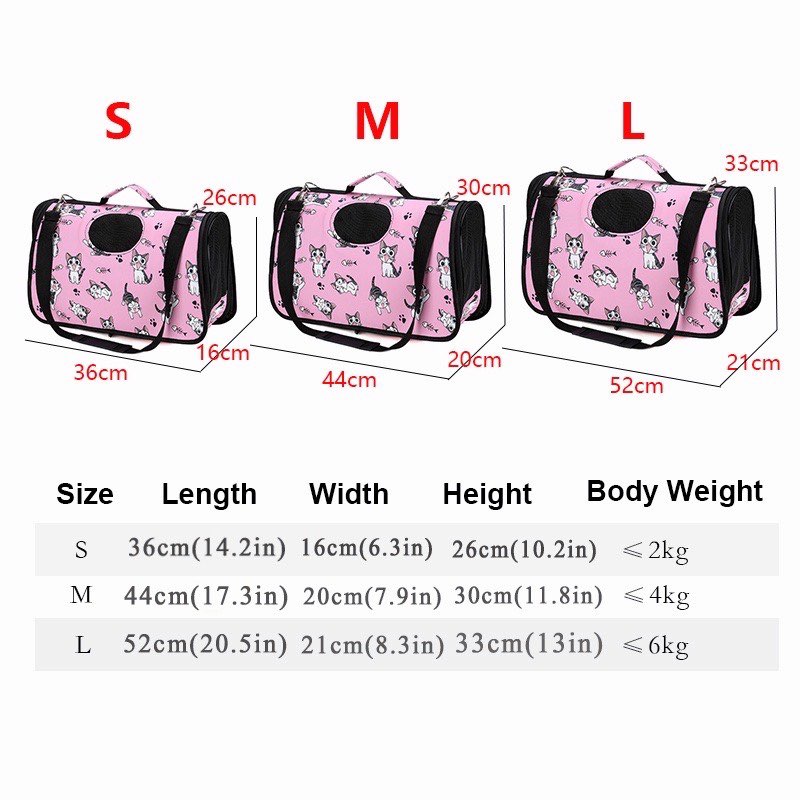 S M L
26cm 30cm 33cm
16cm 20cm 21cm
36cm 44cm 52cm
Size Length Width Height Body Weight
S 36cm(14.2in) 16cm(6.3in) 26cm(10.2in) ≤2kg
M 44cm(17.3in) 20cm(7.9in) 30cm(11.8in) ≤4kg
L 52cm(20.5in) 21cm(8.3in) 33cm(13in) ≤6kg